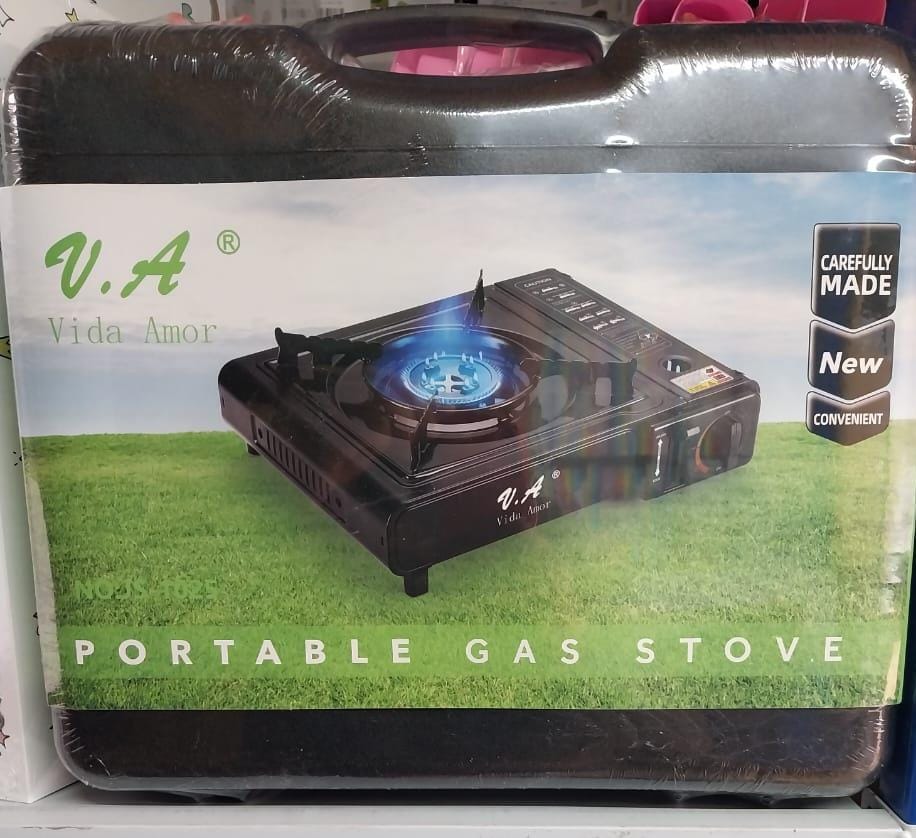 V.A ®
Vida Amor
CAREFULLY
MADE
New
CONVENIENT
CAUTION
V.A ®
Vida Amor
PORTABLE GAS STOVE